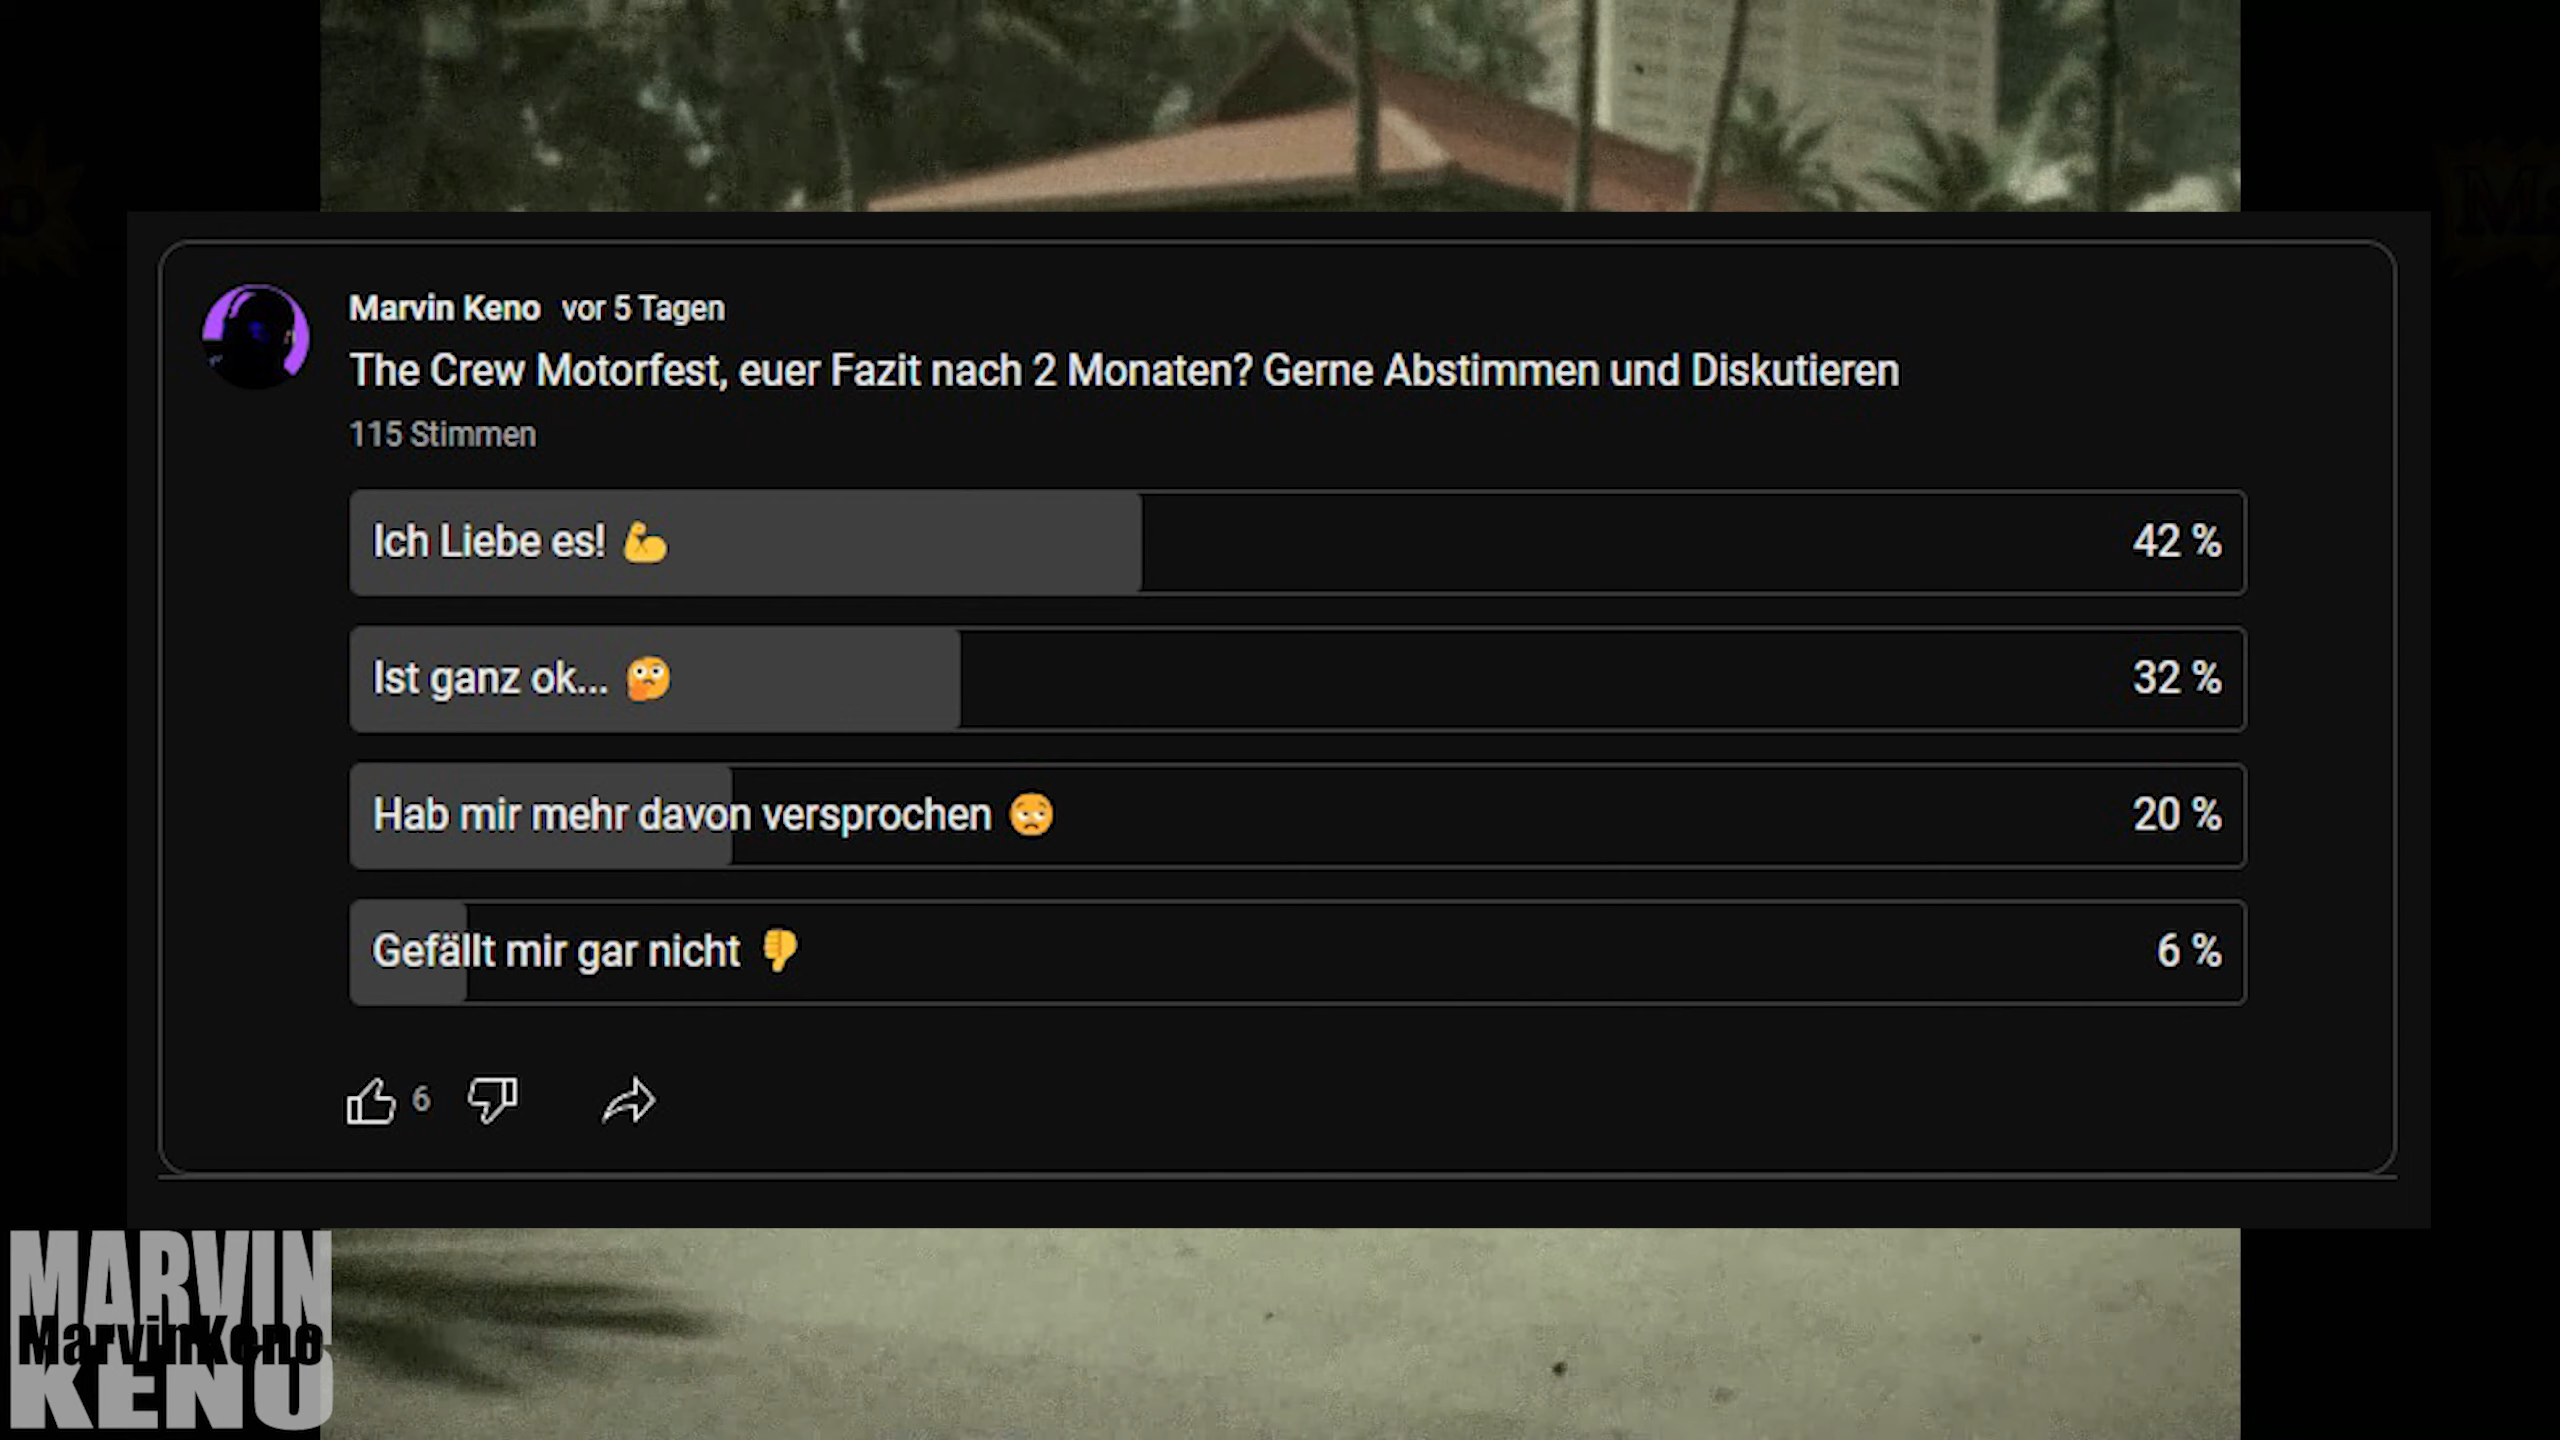 Marvin Keno vor 5 Tagen
The Crew Motorfest, euer Fazit nach 2 Monaten? Gerne Abstimmen und Diskutieren
115 Stimmen
Ich Liebe es! 💪 42 %
Ist ganz ok... 🤔 32 %
Hab mir mehr davon versprochen 😒 20 %
Gefällt mir gar nicht 👎 6 %
6
MARVIN
MarvinKeno
KENO